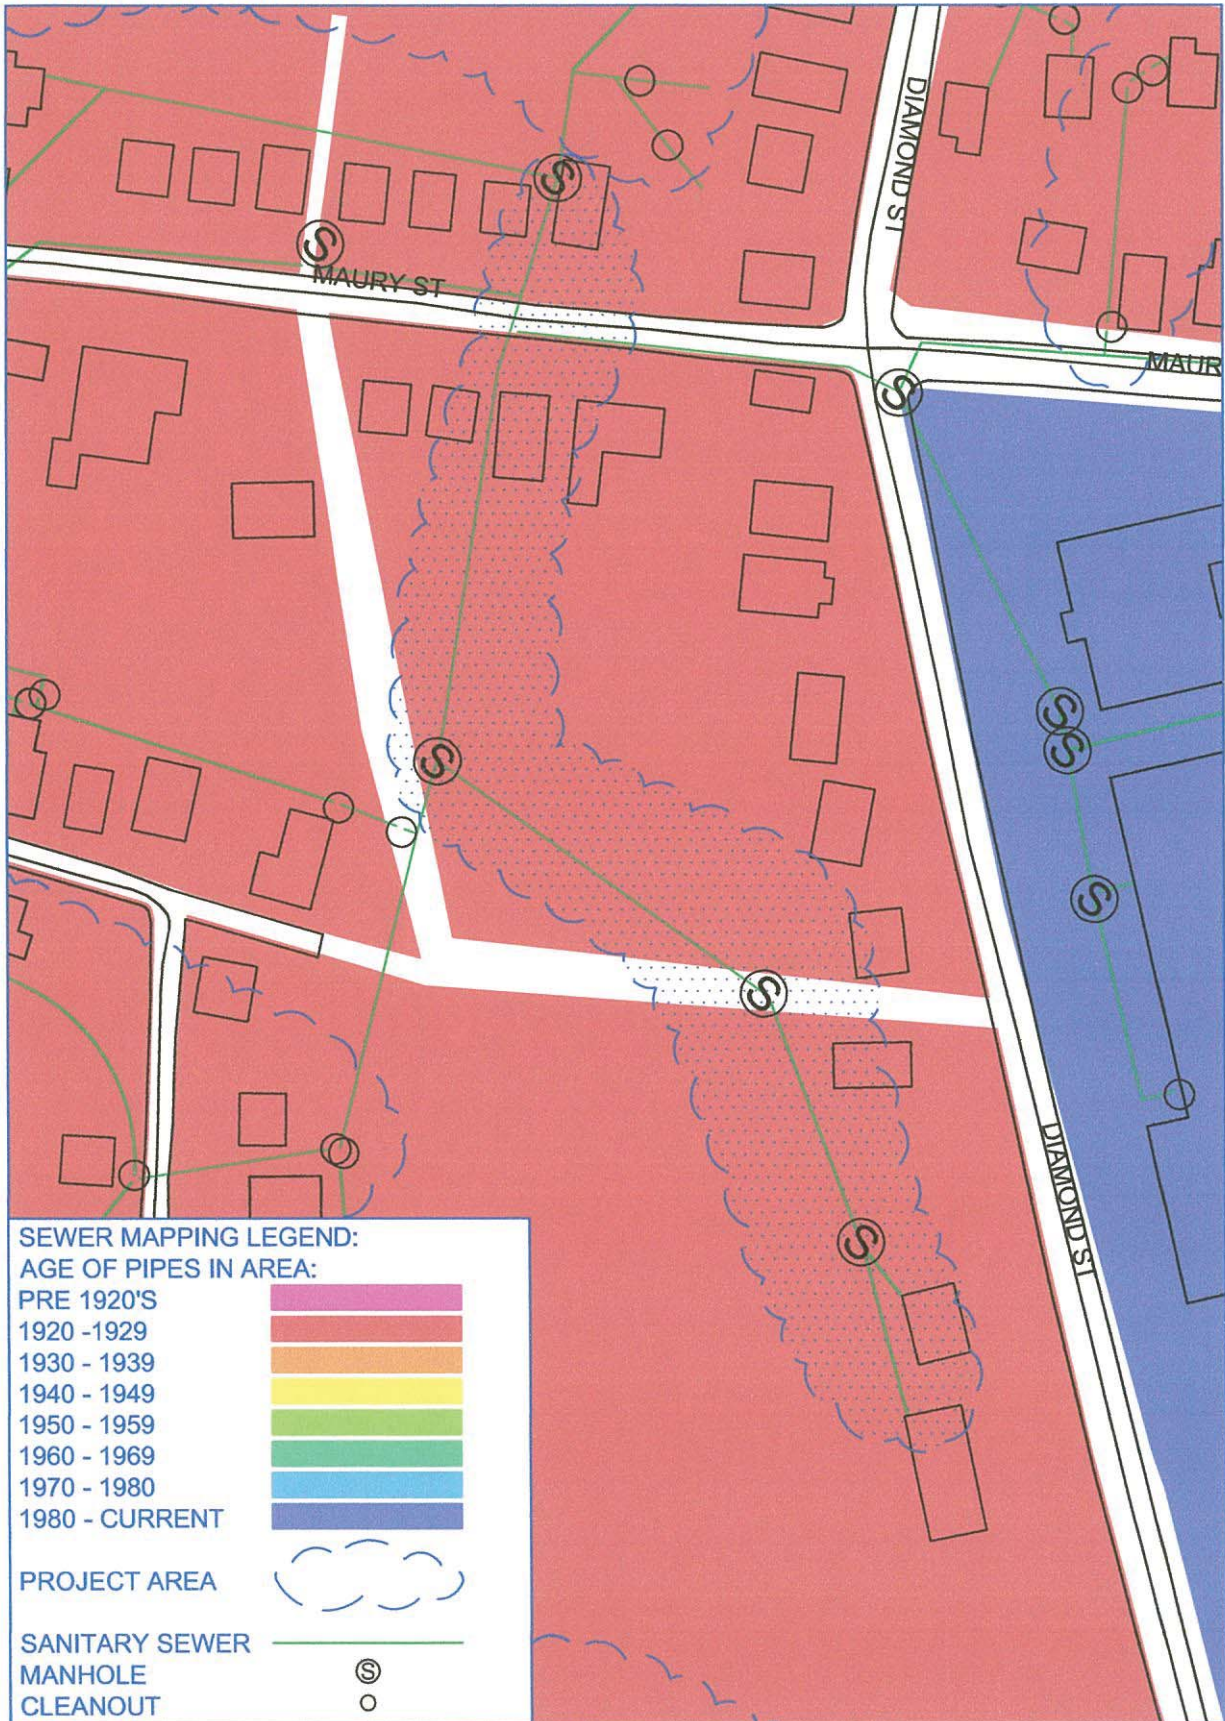 DIAMOND ST
S
S
MAURY ST
MAUR
S
S
S
S
S
S
DIAMOND ST
S
SEWER MAPPING LEGEND:
AGE OF PIPES IN AREA:
PRE 1920'S
1920 -1929
1930 - 1939
1940 - 1949
1950 - 1959
1960 - 1969
1970 - 1980
1980 - CURRENT
PROJECT AREA
SANITARY SEWER
MANHOLE S
CLEANOUT